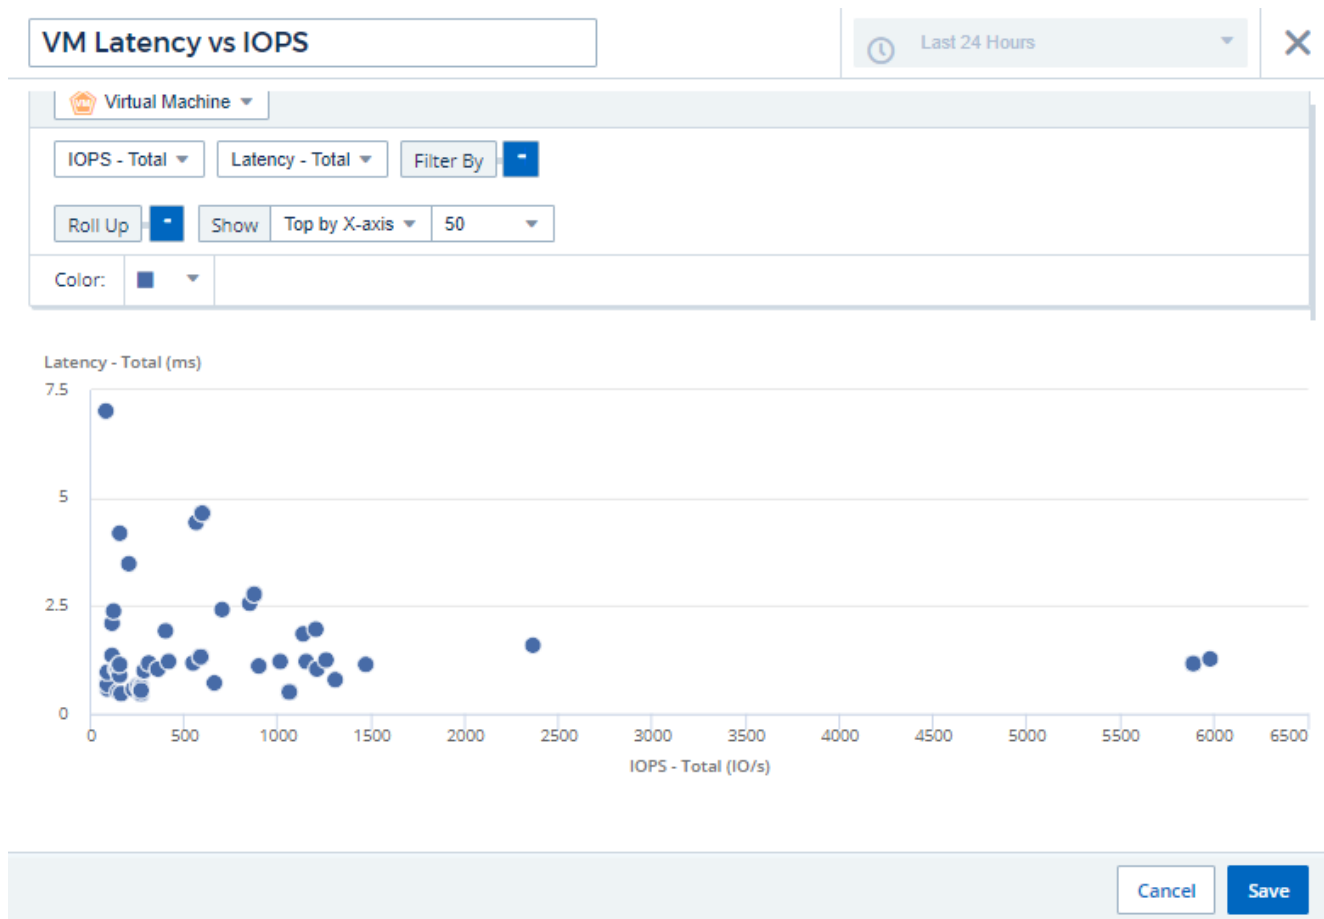 VM Latency vs IOPS
Last 24 Hours
VM Virtual Machine
IOPS - Total
Latency - Total
Filter By
-
Roll Up
-
Show
Top by X-axis
50
Color:
Latency - Total (ms)
7.5
5
2.5
0
0 500 1000 1500 2000 2500 3000 3500 4000 4500 5000 5500 6000 6500
IOPS - Total (IO/s)
Cancel
Save